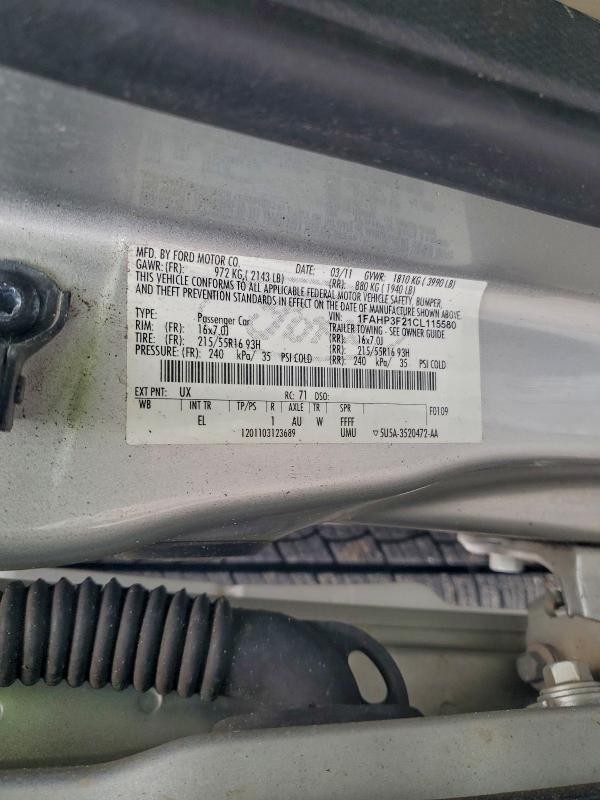 MFD. BY FORD MOTOR CO.
DATE: 03/11 GVWR: 1810 KG ( 3990 LB)
GAWR: (FR): 972 KG,( 2143 LB) (RR): 880 KG ( 1940 LB)
THIS VEHICLE CONFORMS TO ALL APPLICABLE FEDERAL MOTOR VEHICLE SAFETY, BUMPER,
AND THEFT PREVENTION STANDARDS IN EFFECT ON THE DATE OF MANUFACTURE SHOWN ABOVE.
VIN: 1FAHP3F21CL115580
TYPE: Passenger Car TRAILER TOWING - SEE OWNER GUIDE
RIM: (FR): 16x7.0J (RR): 16x7.0J
TIRE: (FR): 215/55R16 93H (RR): 215/55R16 93H
PRESSURE: (FR): 240 kPa/ 35 PSI COLD (RR): 240 kPa/ 35 PSI COLD
EXT PNT: UX RC: 71 DSO:
WB INT TR TP/PS R AXLE TR SPR F0109
EL 1 AU W FFFF
1201103123689 UMU ▽5U5A-3520472-AA